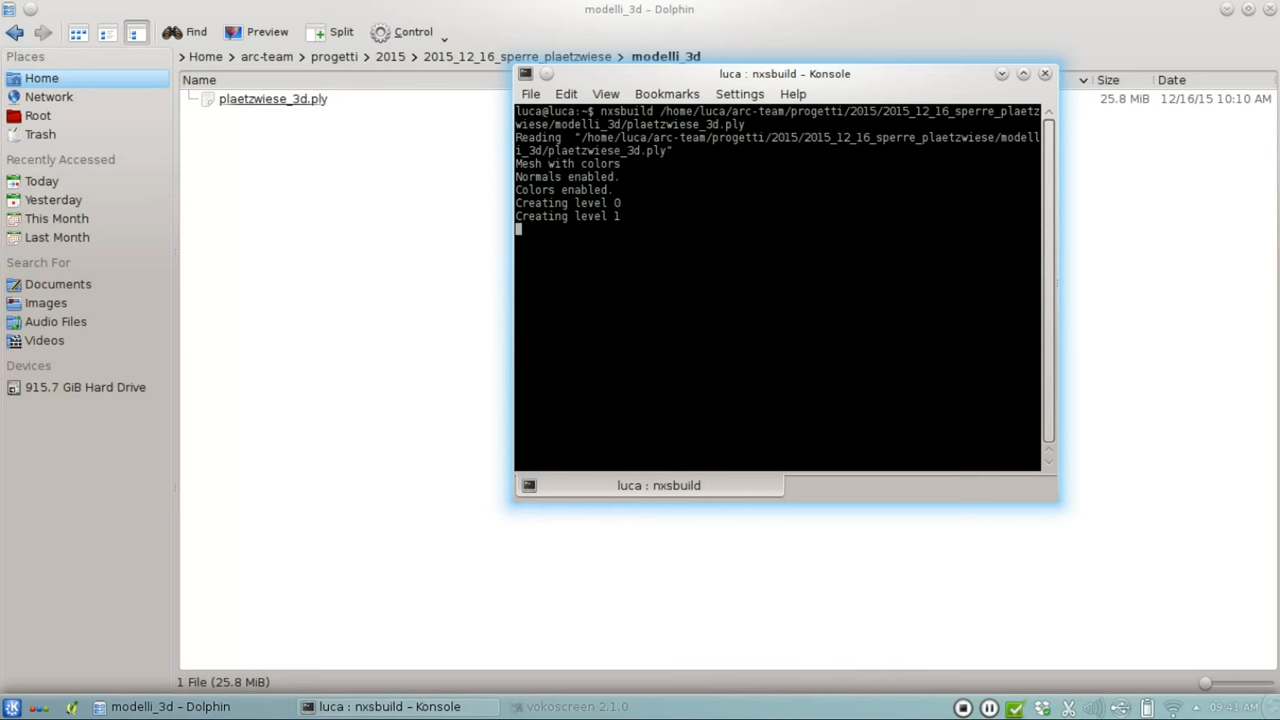 modelli_3d – Dolphin
Find
Preview
Split
Control
Places
Home
Network
Root
Trash
Recently Accessed
Today
Yesterday
This Month
Last Month
Search For
Documents
Images
Audio Files
Videos
Devices
915.7 GiB Hard Drive
Home > arc-team > progetti > 2015 > 2015_12_16_sperre_plaetzwiese > modelli_3d
Name
Size
Date
plaetzwiese_3d.ply
25.8 MiB
12/16/15 10:10 AM
luca : nxsbuild – Konsole
File Edit View Bookmarks Settings Help
luca@luca:~$ nxsbuild /home/luca/arc-team/progetti/2015/2015_12_16_sperre_plaetz
wiese/modelli_3d/plaetzwiese_3d.ply
Reading "/home/luca/arc-team/progetti/2015/2015_12_16_sperre_plaetzwiese/modell
i_3d/plaetzwiese_3d.ply"
Mesh with colors
Normals enabled.
Colors enabled.
Creating level 0
Creating level 1
luca : nxsbuild
1 File (25.8 MiB)
modelli_3d – Dolphin
luca : nxsbuild – Konsole
vokoscreen 2.1.0
09:41 AM